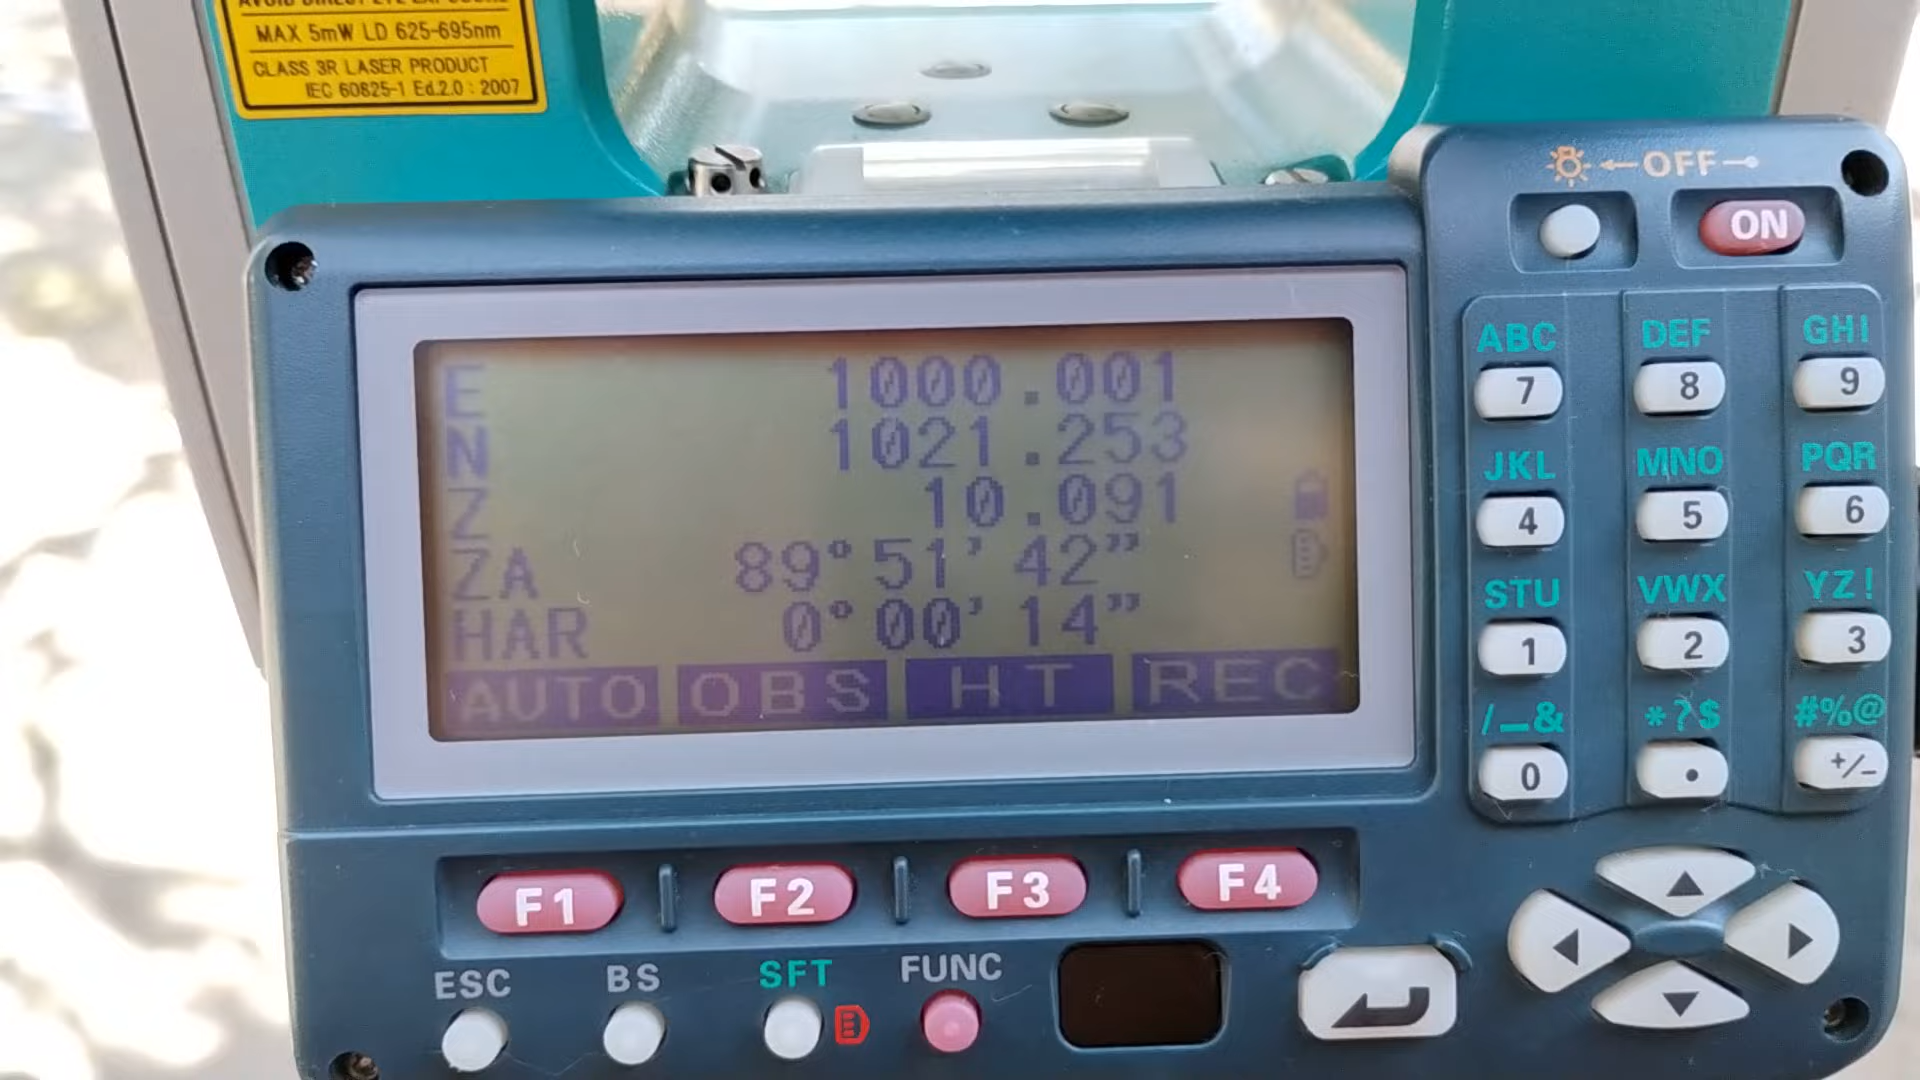 MAX 5mW LD 625-695nm
CLASS 3R LASER PRODUCT
IEC 60825-1 Ed.2.0 : 2007
←OFF
ON
E 1000.001
N 1021.253
Z 10.091
ZA 89°51'42"
HAR 0°00'14"
AUTO OBS HT REC
ABC DEF GHI
7 8 9
JKL MNO PQR
4 5 6
STU VWX YZ!
1 2 3
/_& *?$ #%@
0 . +/-
F1 F2 F3 F4
ESC BS SFT FUNC